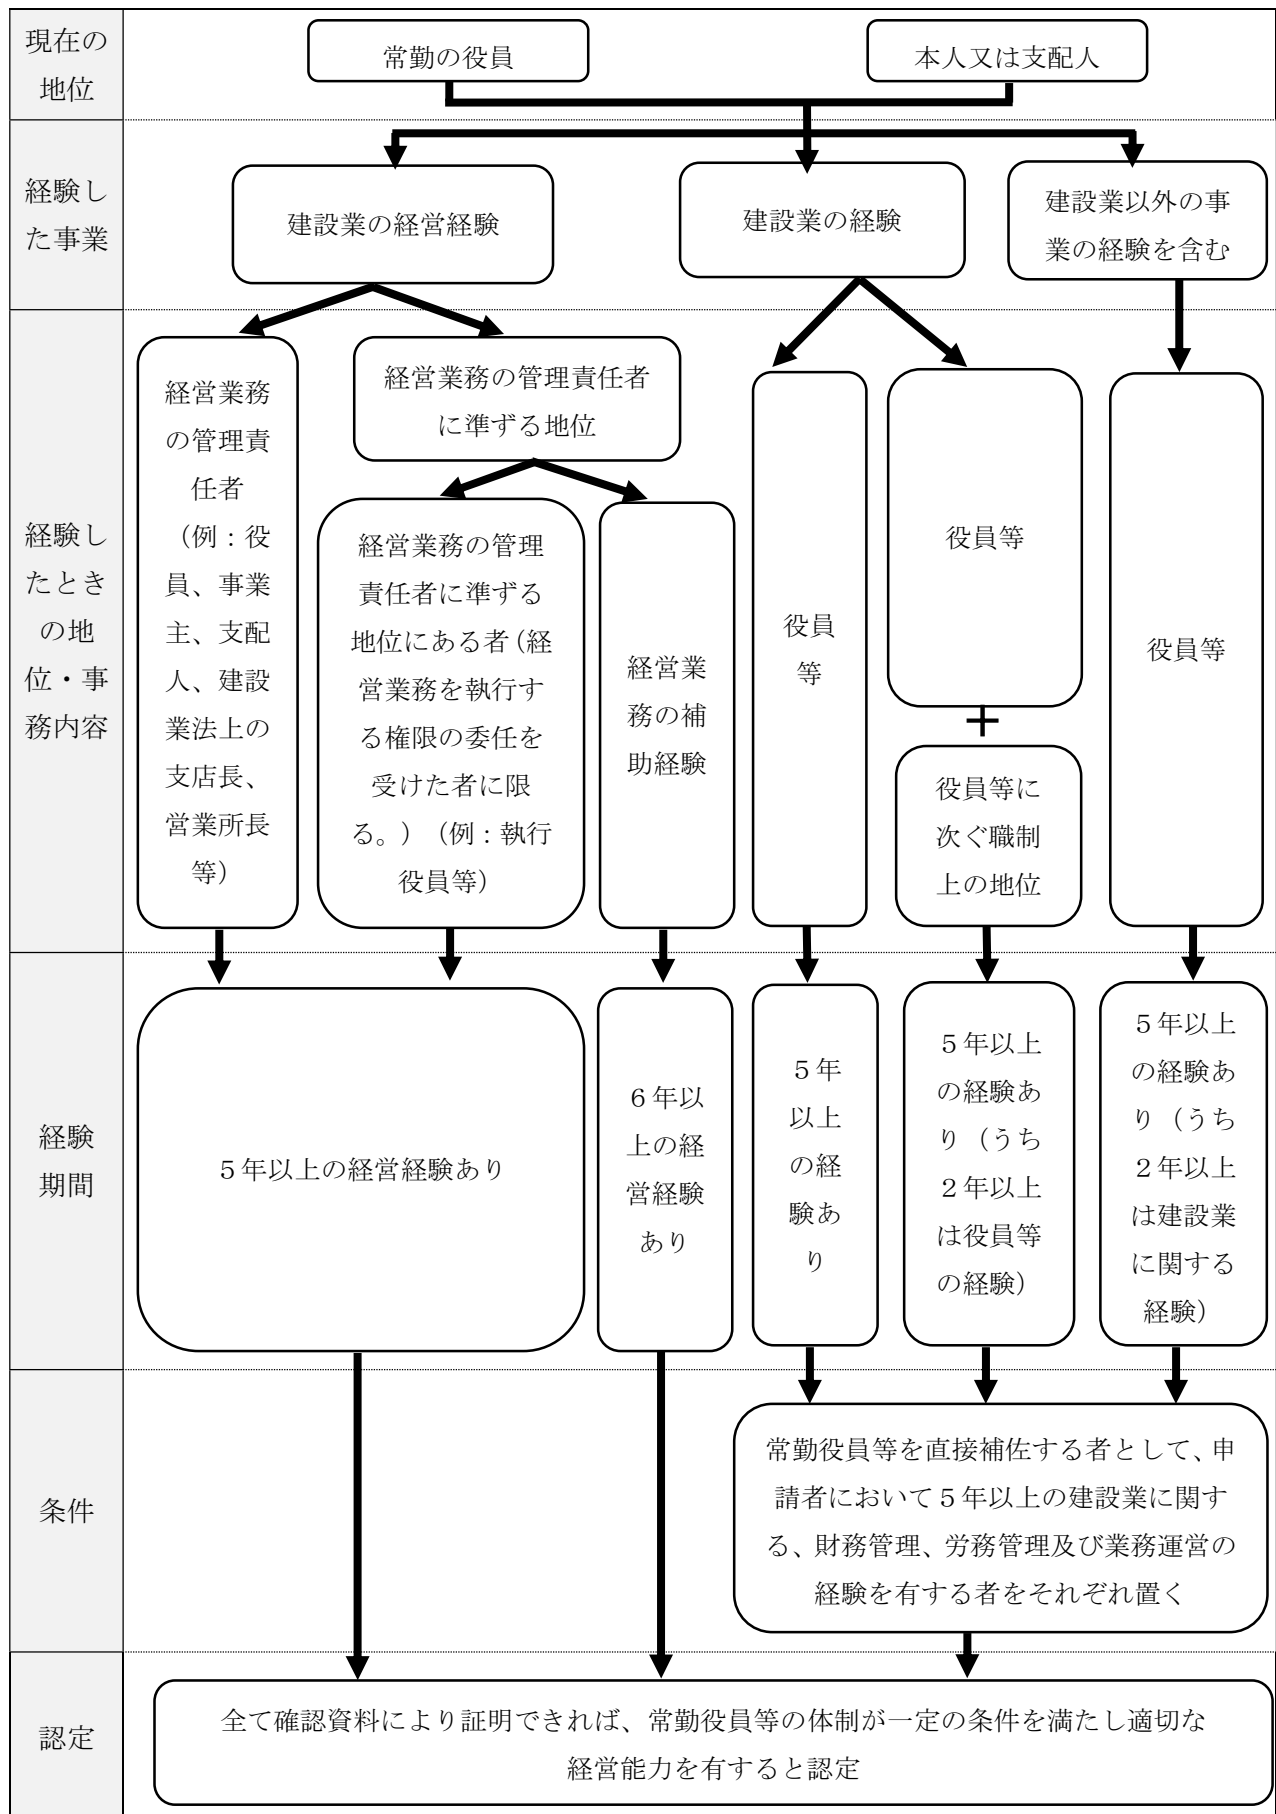 現在の
地位
常勤の役員
本人又は支配人
経験し
た事業
建設業の経営経験
建設業の経験
建設業以外の事
業の経験を含む
経験し
たとき
の地
位・事
務内容
経営業務
の管理責
任者
（例：役
員、事業
主、支配
人、建設
業法上の
支店長、
営業所長
等）
経営業務の管理責任者
に準ずる地位
経営業務の管理
責任者に準ずる
地位にある者（経
営業務を執行す
る権限の委任を
受けた者に限
る。）（例：執行
役員等）
経営業
務の補
助経験
役員
等
役員等
＋
役員等に
次ぐ職制
上の地位
役員等
経験
期間
５年以上の経営経験あり
６年以
上の経
営経験
あり
５年
以上
の経
験あ
り
５年以上
の経験あ
り（うち
２年以上
は役員等
の経験）
５年以上
の経験あ
り（うち
２年以上
は建設業
に関する
経験）
条件
常勤役員等を直接補佐する者として、申
請者において５年以上の建設業に関す
る、財務管理、労務管理及び業務運営の
経験を有する者をそれぞれ置く
認定
全て確認資料により証明できれば、常勤役員等の体制が一定の条件を満たし適切な
経営能力を有すると認定